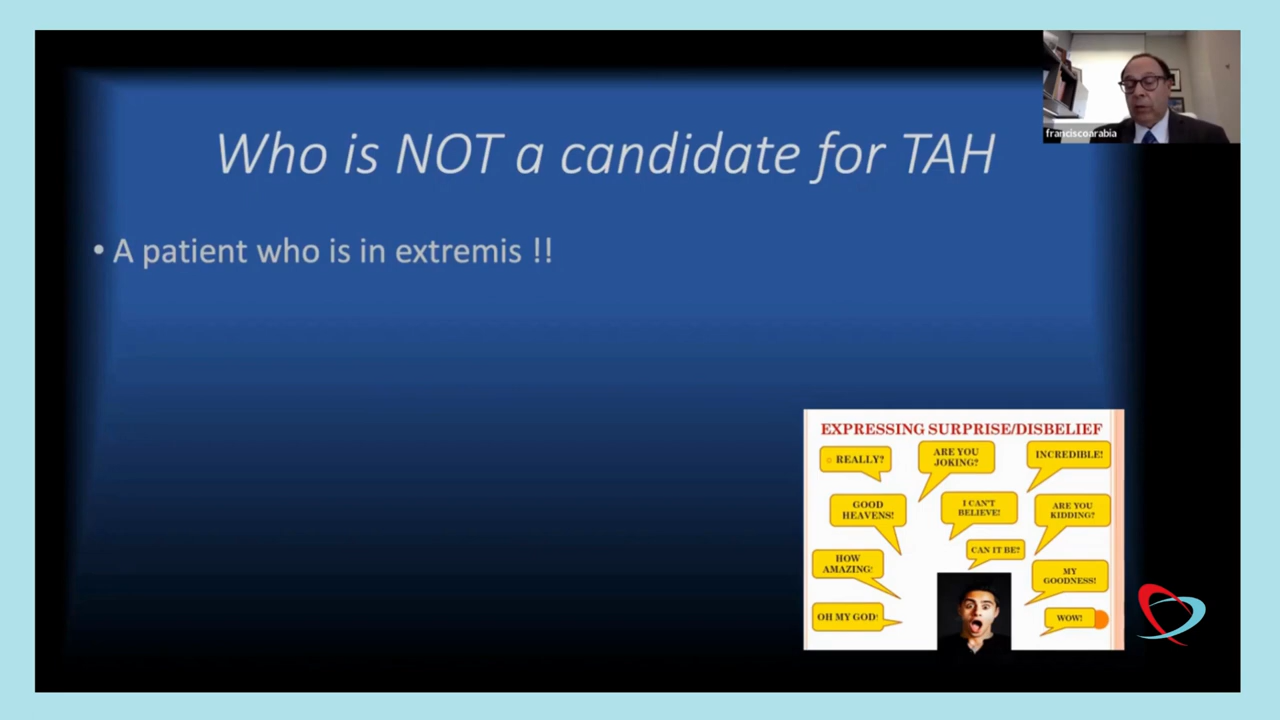 franciscoarabia
Who is NOT a candidate for TAH
• A patient who is in extremis !!
EXPRESSING SURPRISE/DISBELIEF
REALLY?
ARE YOU
JOKING?
INCREDIBLE!
GOOD
HEAVENS!
I CAN'T
BELIEVE!
ARE YOU
KIDDING?
CAN IT BE?
HOW
AMAZING!
MY
GOODNESS!
OH MY GOD!
WOW!